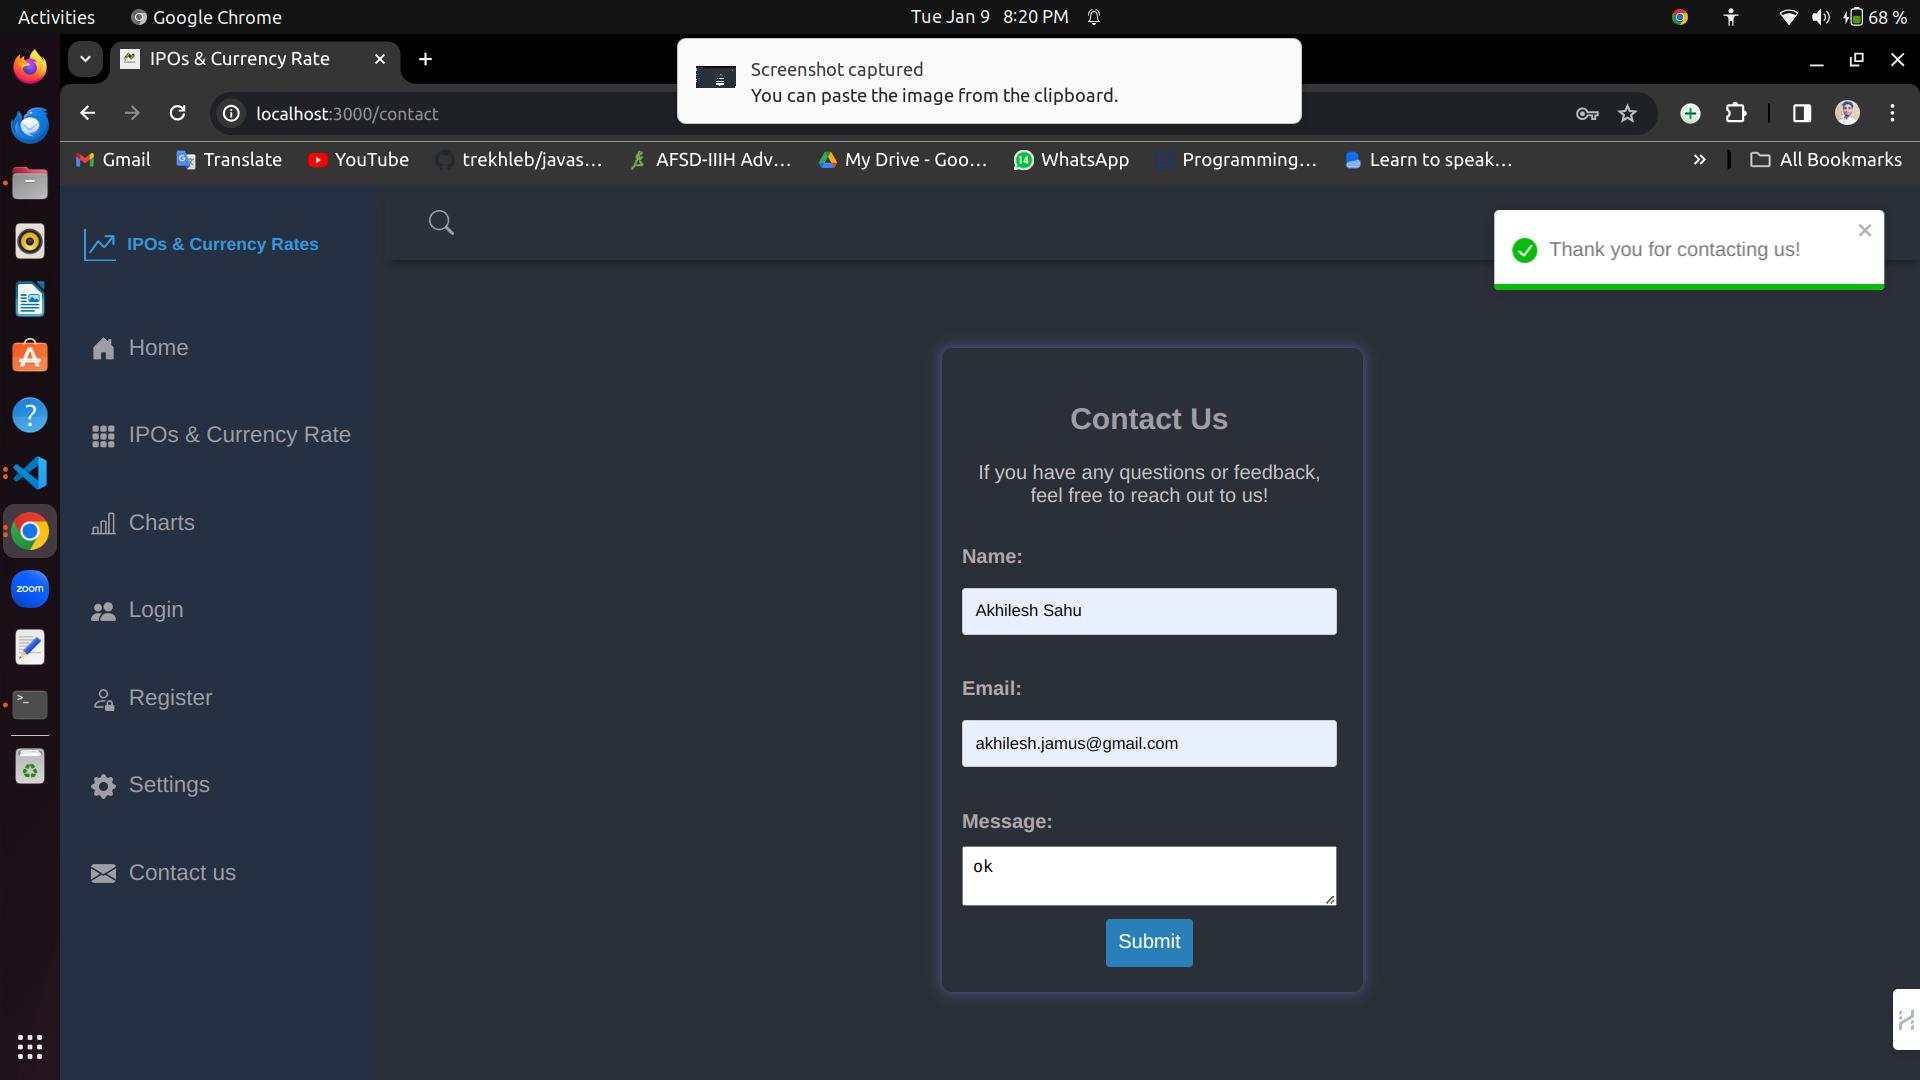 Activities
Google Chrome
Tue Jan 9 8:20 PM
68 %
IPOs & Currency Rate
Screenshot captured
You can paste the image from the clipboard.
localhost:3000/contact
Gmail
Translate
YouTube
trekhleb/javas...
AFSD-IIIH Adv...
My Drive - Goo...
14
WhatsApp
Programming...
Learn to speak...
All Bookmarks
IPOs & Currency Rates
Home
IPOs & Currency Rate
Charts
Login
Register
Settings
Contact us
zoom
Thank you for contacting us!
Contact Us
If you have any questions or feedback,
feel free to reach out to us!
Name:
Akhilesh Sahu
Email:
akhilesh.jamus@gmail.com
Message:
ok
Submit